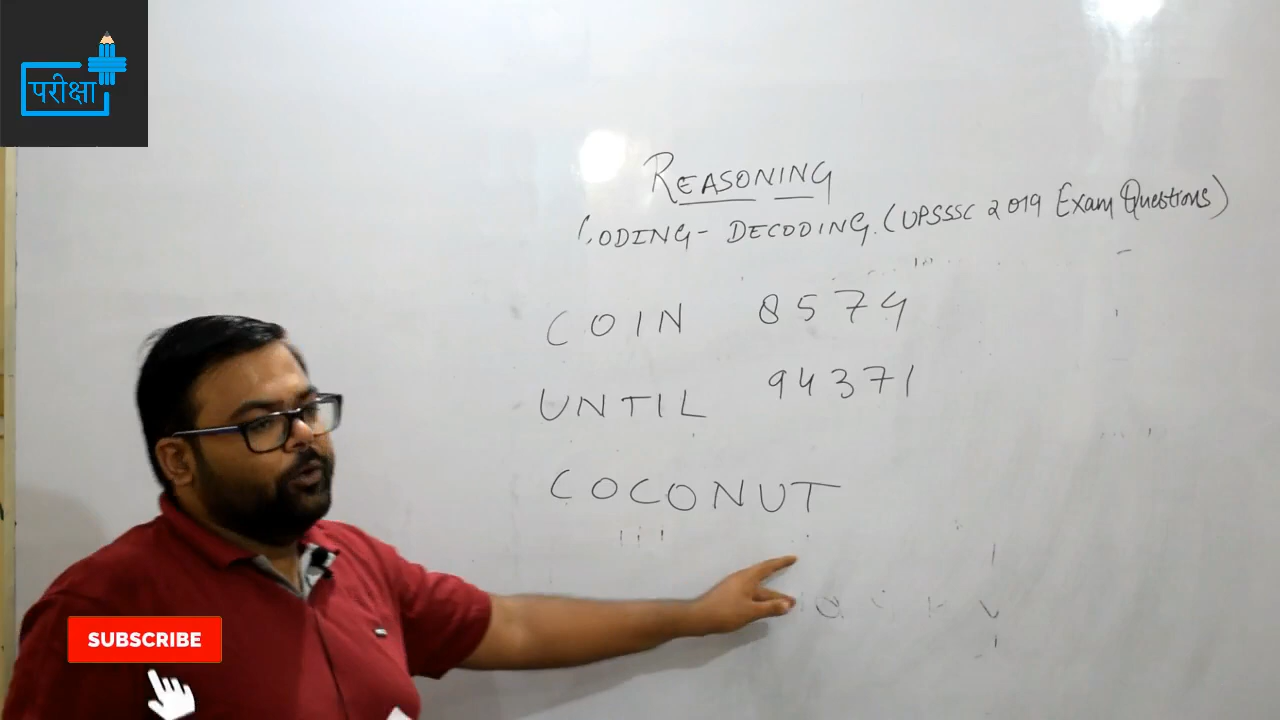 परीक्षा
REASONING
CODING - DECODING. (UPSSSC 2019 Exam Questions)
COIN 8574
UNTIL 94371
COCONUT
SUBSCRIBE